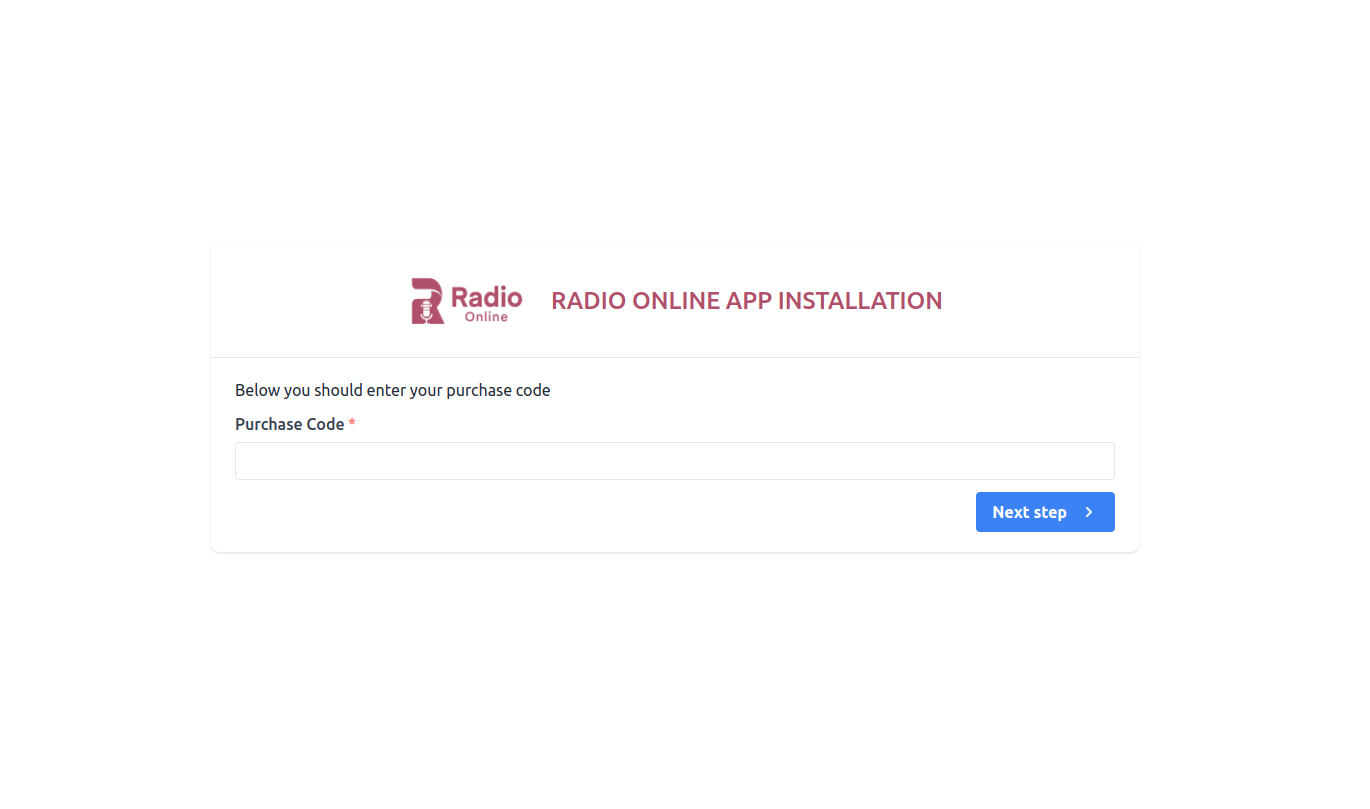 Radio
Online
RADIO ONLINE APP INSTALLATION
Below you should enter your purchase code
Purchase Code *
Next step